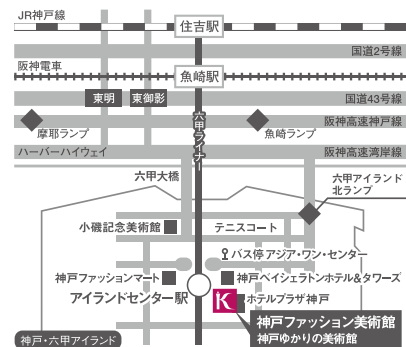 JR神戸線
住吉駅
国道2号線
阪神電車
魚崎駅
東明
東御影
国道43号線
六甲ライナー
阪神高速神戸線
摩耶ランプ
魚崎ランプ
ハーバーハイウェイ
阪神高速湾岸線
六甲大橋
六甲アイランド
北ランプ
小磯記念美術館
テニスコート
バス停 アジア・ワン・センター
神戸ファッションマート
神戸ベイシェラトンホテル&タワーズ
アイランドセンター駅
K
ホテルプラザ神戸
神戸ファッション美術館
神戸ゆかりの美術館
神戸・六甲アイランド